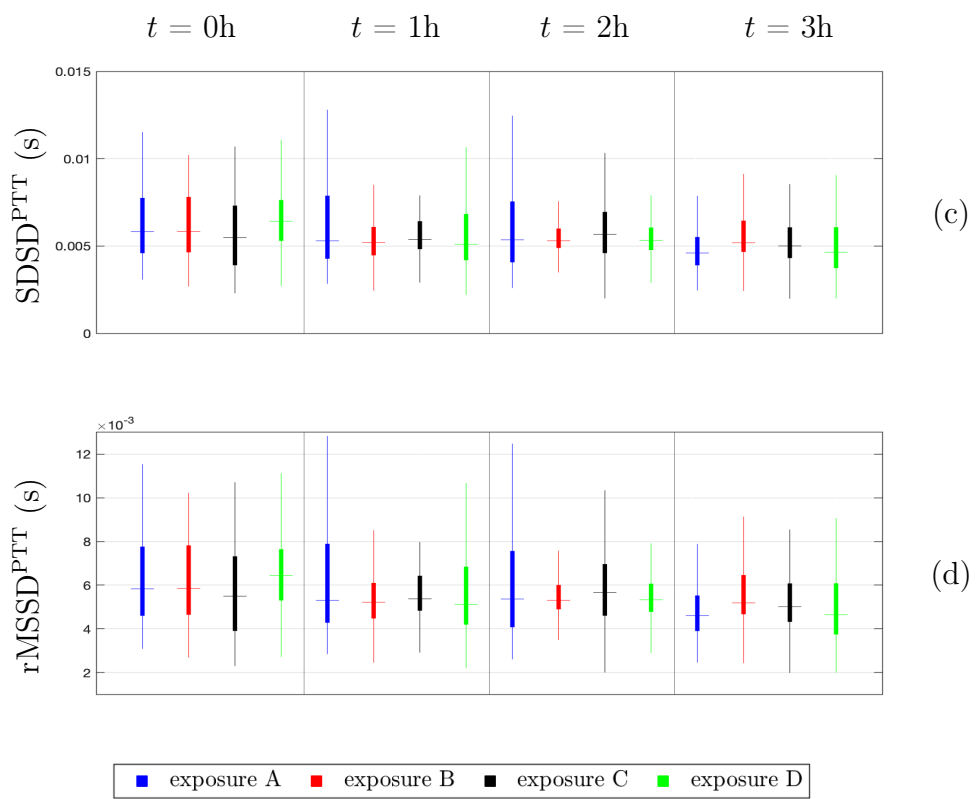 t = 0h t = 1h t = 2h t = 3h
0.015
0.01
0.005
0
SDSD^PTT (s)
(c)
×10^-3
12
10
8
6
4
2
rMSSD^PTT (s)
(d)
exposure A exposure B exposure C exposure D